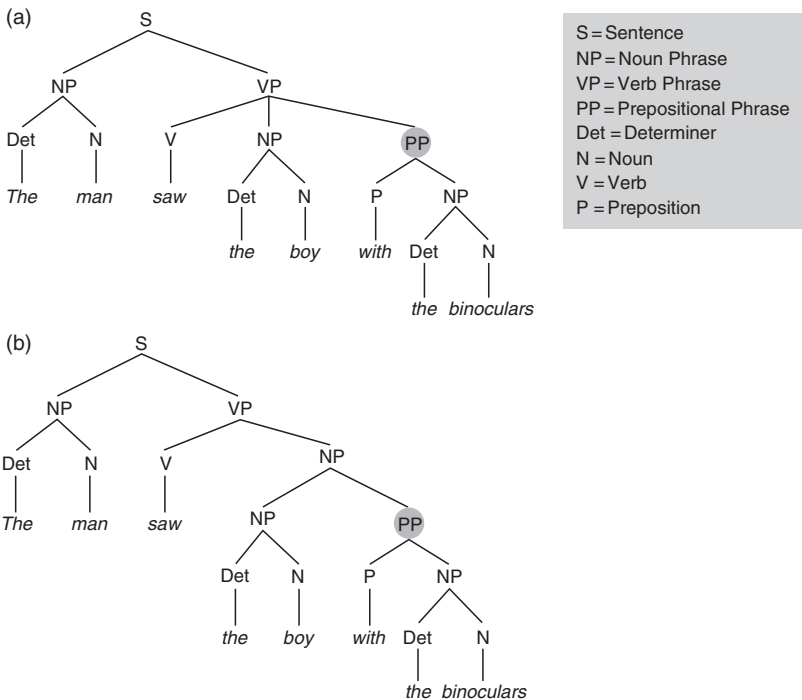 (a)
S
NP VP
Det N V NP PP
The man saw Det N P NP
the boy with Det N
the binoculars
S = Sentence
NP = Noun Phrase
VP = Verb Phrase
PP = Prepositional Phrase
Det = Determiner
N = Noun
V = Verb
P = Preposition
(b)
S
NP VP
Det N V NP
The man saw NP PP
Det N P NP
the boy with Det N
the binoculars